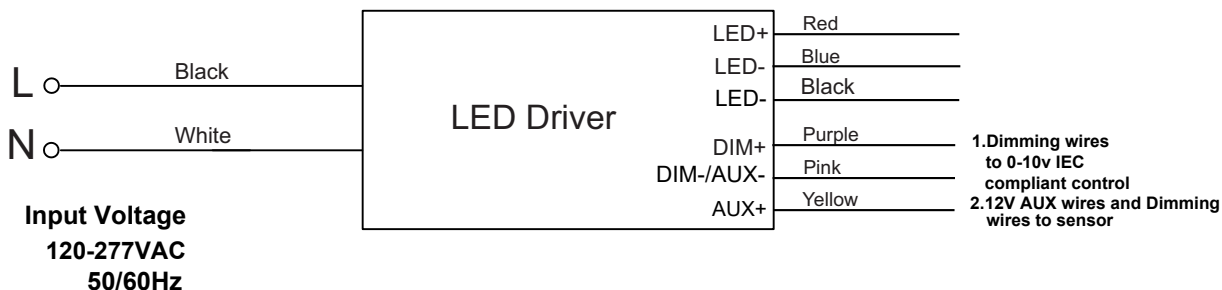 L
Black
N
White
Input Voltage
120-277VAC
50/60Hz
LED Driver
LED+
Red
LED-
Blue
LED-
Black
DIM+
Purple
DIM-/AUX-
Pink
AUX+
Yellow
1.Dimming wires
to 0-10v IEC
compliant control
2.12V AUX wires and Dimming
wires to sensor